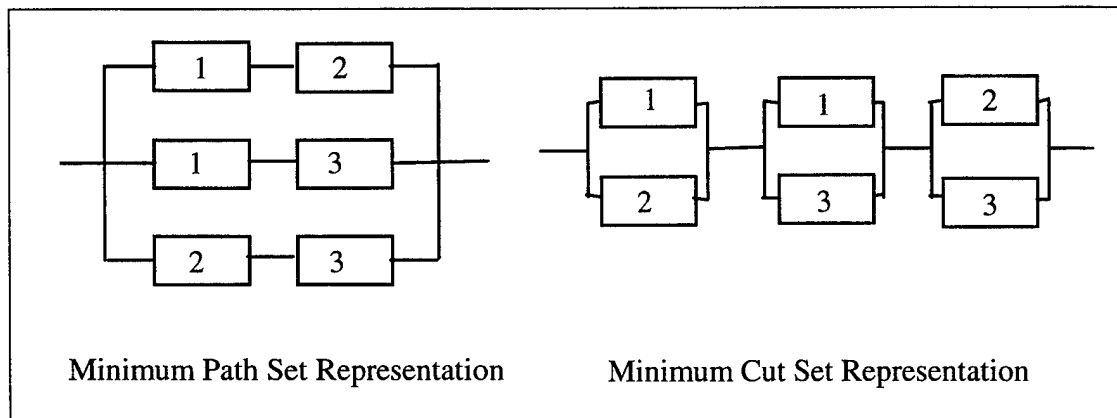 1 2
1 3
2 3
Minimum Path Set Representation
1 1 2
2 3 3
Minimum Cut Set Representation